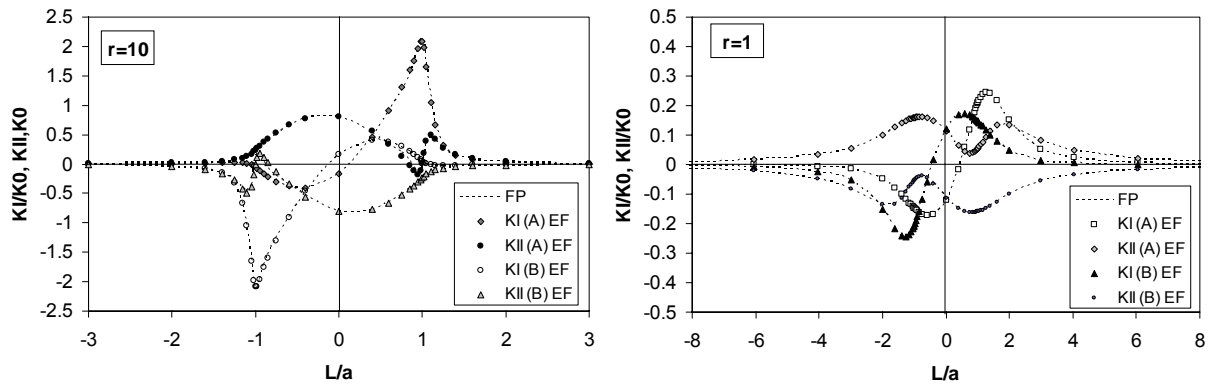 KI/K0, KII,K0
2.5
2
1.5
1
0.5
0
-0.5
-1
-1.5
-2
-2.5
r=10
FP
KI (A) EF
KII (A) EF
KI (B) EF
KII (B) EF
-3 -2 -1 0 1 2 3
L/a
KI/K0, KII/K0
0.5
0.4
0.3
0.2
0.1
0
-0.1
-0.2
-0.3
-0.4
-0.5
r=1
FP
KI (A) EF
KII (A) EF
KI (B) EF
KII (B) EF
-8 -6 -4 -2 0 2 4 6 8
L/a